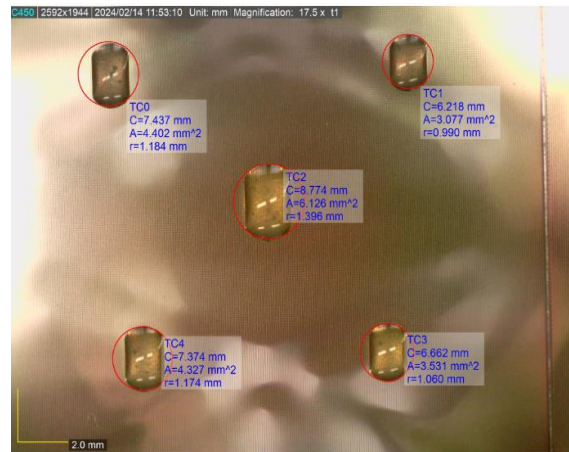 C450 2592x1944 2024/02/14 11:53:10 Unit: mm Magnification: 17.5 x t1
TC0
C=7.437 mm
A=4.402 mm^2
r=1.184 mm
TC1
C=6.218 mm
A=3.077 mm^2
r=0.990 mm
TC2
C=8.774 mm
A=6.126 mm^2
r=1.396 mm
TC4
C=7.374 mm
A=4.327 mm^2
r=1.174 mm
TC3
C=6.662 mm
A=3.531 mm^2
r=1.060 mm
2.0 mm